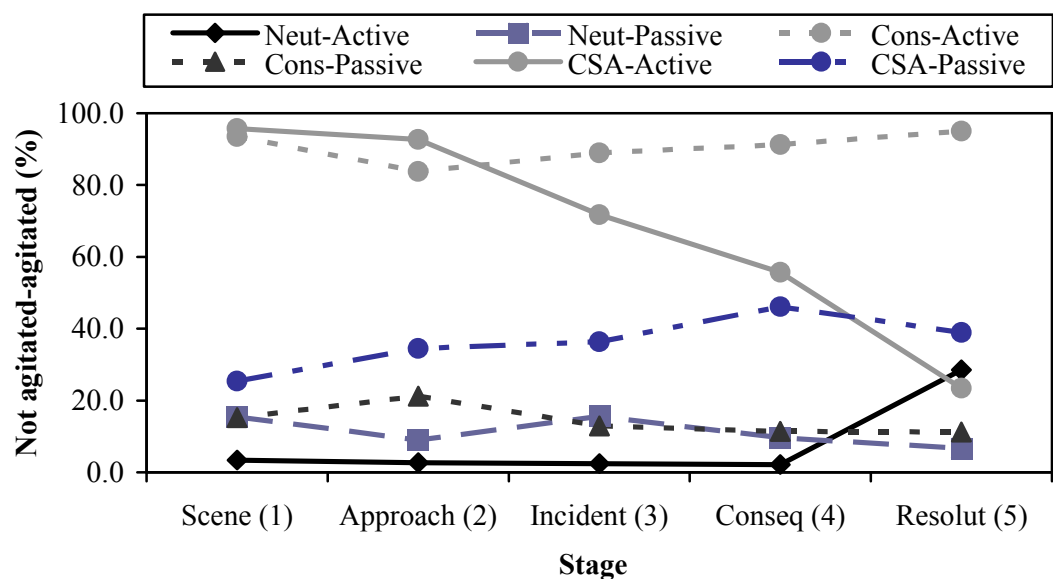 Neut-Active Neut-Passive Cons-Active
Cons-Passive CSA-Active CSA-Passive
Not agitated-agitated (%)
100.0
80.0
60.0
40.0
20.0
0.0
Scene (1) Approach (2) Incident (3) Conseq (4) Resolut (5)
Stage